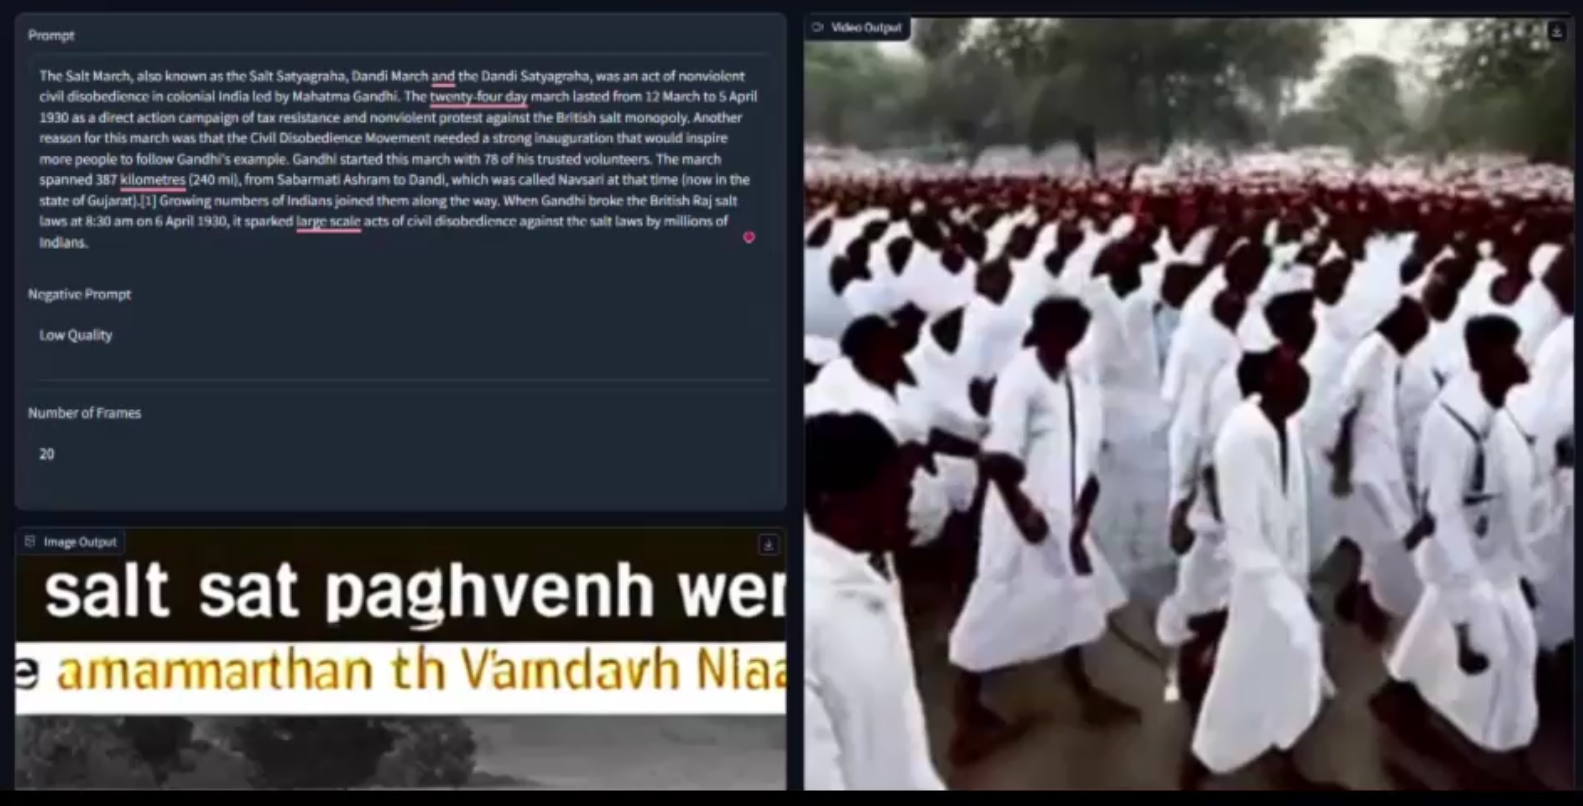 Prompt
The Salt March, also known as the Salt Satyagraha, Dandi March and the Dandi Satyagraha, was an act of nonviolent
civil disobedience in colonial India led by Mahatma Gandhi. The twenty-four day march lasted from 12 March to 5 April
1930 as a direct action campaign of tax resistance and nonviolent protest against the British salt monopoly. Another
reason for this march was that the Civil Disobedience Movement needed a strong inauguration that would inspire
more people to follow Gandhi's example. Gandhi started this march with 78 of his trusted volunteers. The march
spanned 387 kilometres (240 mi), from Sabarmati Ashram to Dandi, which was called Navsari at that time (now in the
state of Gujarat).[1] Growing numbers of Indians joined them along the way. When Gandhi broke the British Raj salt
laws at 8:30 am on 6 April 1930, it sparked large scale acts of civil disobedience against the salt laws by millions of
Indians.
Negative Prompt
Low Quality
Number of Frames
20
Image Output
salt sat paghvenh wer
e amarmarthan th Vamdavh Niaa
Video Output